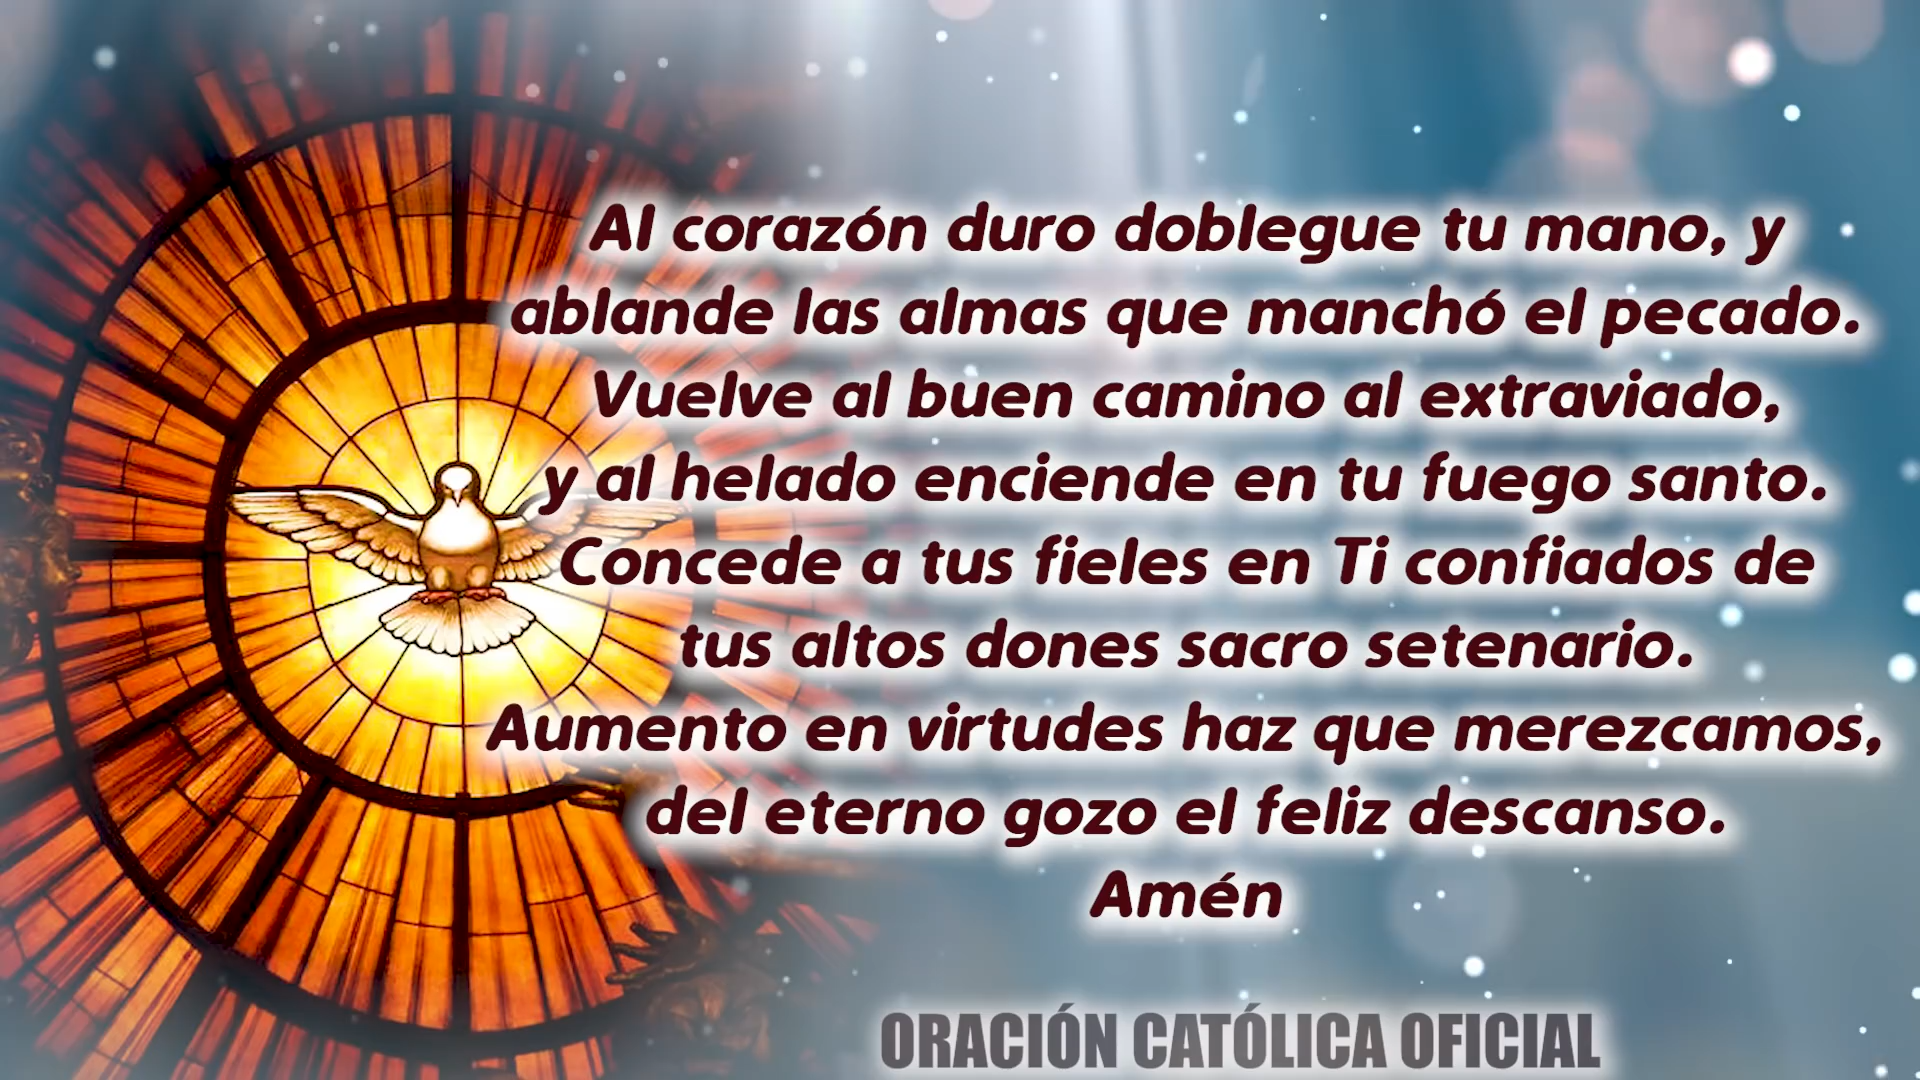 Al corazón duro doblegue tu mano, y
ablande las almas que manchó el pecado.
Vuelve al buen camino al extraviado,
y al helado enciende en tu fuego santo.
Concede a tus fieles en Ti confiados de
tus altos dones sacro setenario.
Aumento en virtudes haz que merezcamos,
del eterno gozo el feliz descanso.
Amén
ORACIÓN CATÓLICA OFICIAL